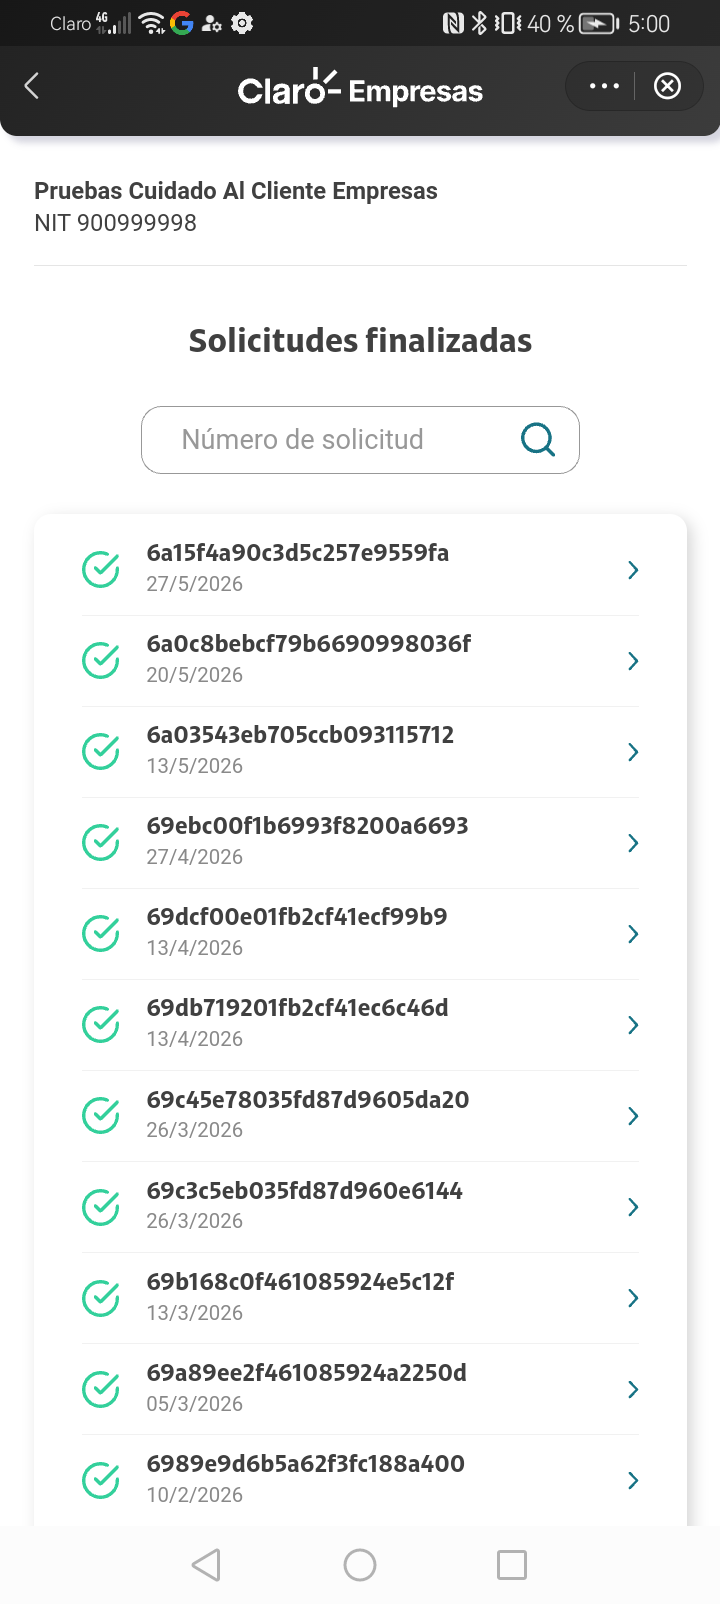 Claro 4G 40 % 5:00
Claro Empresas
Pruebas Cuidado Al Cliente Empresas
NIT 900999998
Solicitudes finalizadas
Número de solicitud
6a15f4a90c3d5c257e9559fa
27/5/2026
6a0c8bebcf79b6690998036f
20/5/2026
6a03543eb705ccb093115712
13/5/2026
69ebc00f1b6993f8200a6693
27/4/2026
69dcf00e01fb2cf41ecf99b9
13/4/2026
69db719201fb2cf41ec6c46d
13/4/2026
69c45e78035fd87d9605da20
26/3/2026
69c3c5eb035fd87d960e6144
26/3/2026
69b168c0f461085924e5c12f
13/3/2026
69a89ee2f461085924a2250d
05/3/2026
6989e9d6b5a62f3fc188a400
10/2/2026